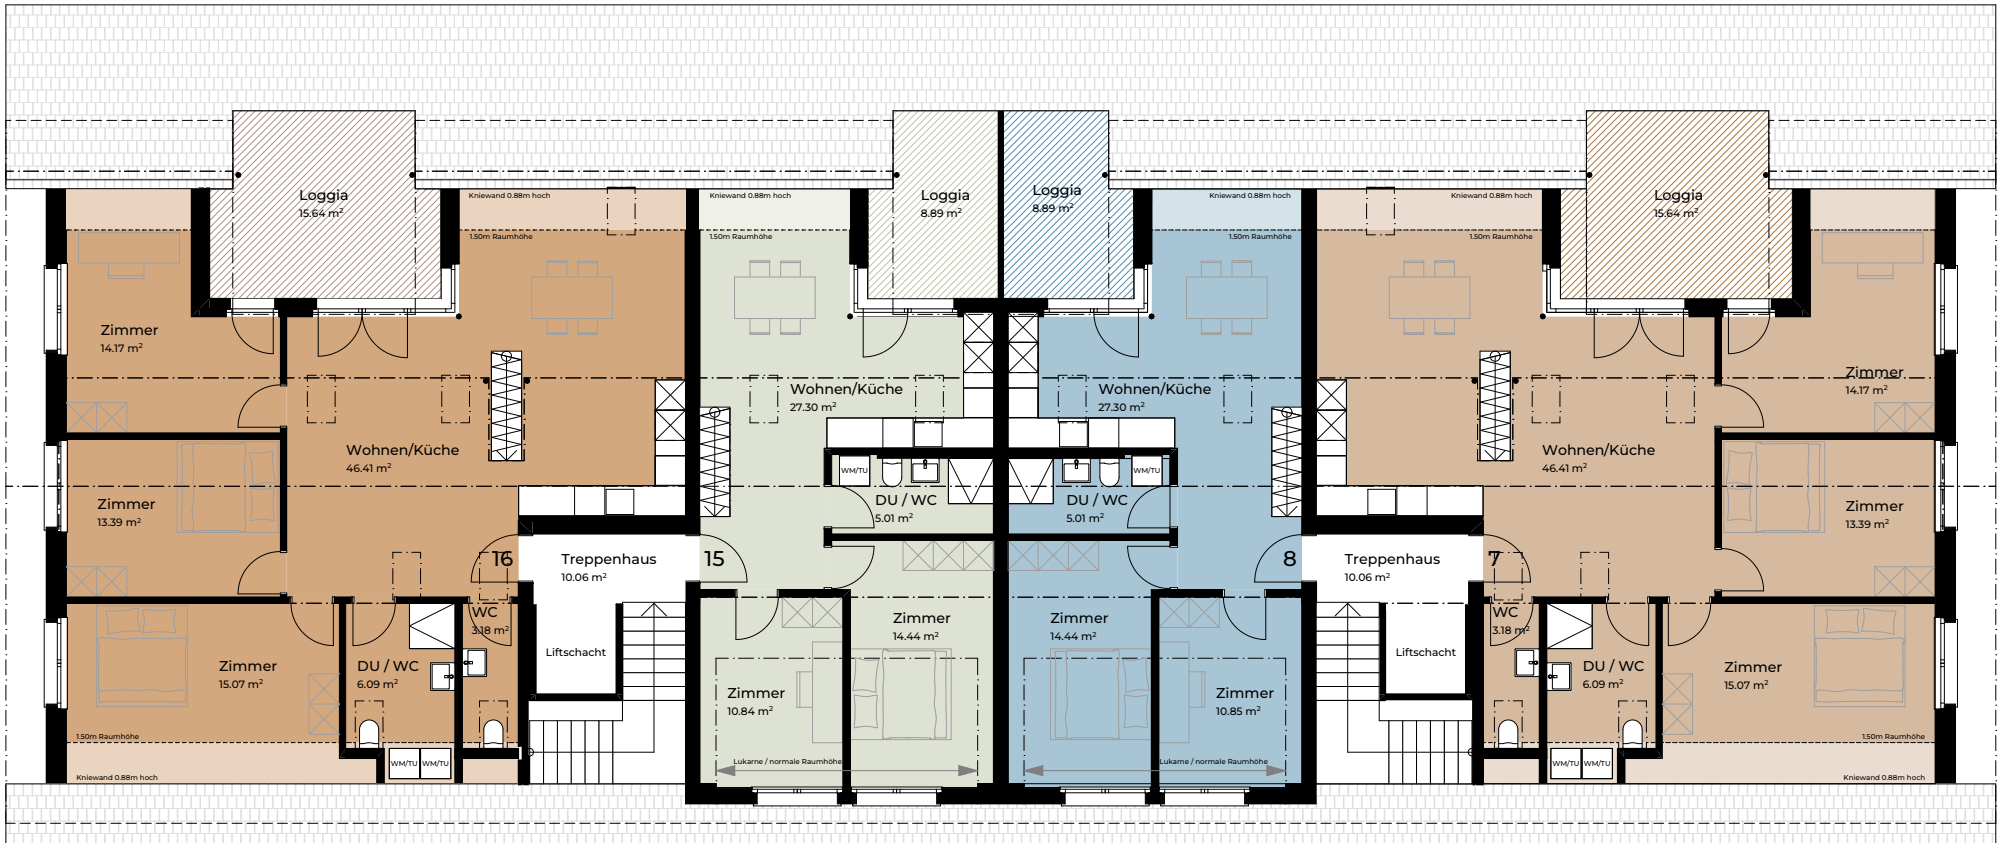 Loggia
15.64 m²
Kniewand 0.88m hoch
1.50m Raumhöhe
Kniewand 0.88m hoch
1.50m Raumhöhe
Loggia
8.89 m²
Loggia
8.89 m²
Kniewand 0.88m hoch
1.50m Raumhöhe
Kniewand 0.88m hoch
1.50m Raumhöhe
Loggia
15.64 m²
Zimmer
14.17 m²
Wohnen/Küche
27.30 m²
Wohnen/Küche
27.30 m²
Zimmer
14.17 m²
Wohnen/Küche
46.41 m²
Wohnen/Küche
46.41 m²
WM/TU
WM/TU
Zimmer
13.39 m²
DU / WC
5.01 m²
DU / WC
5.01 m²
Zimmer
13.39 m²
16
Treppenhaus
10.06 m²
15
8
Treppenhaus
10.06 m²
7
WC
3.18 m²
Zimmer
14.44 m²
Zimmer
14.44 m²
WC
3.18 m²
Liftschacht
Liftschacht
Zimmer
15.07 m²
DU / WC
6.09 m²
Zimmer
10.84 m²
Zimmer
10.85 m²
DU / WC
6.09 m²
Zimmer
15.07 m²
1.50m Raumhöhe
1.50m Raumhöhe
WM/TU
WM/TU
Lukarne / normale Raumhöhe
Lukarne / normale Raumhöhe
WM/TU
WM/TU
Kniewand 0.88m hoch
Kniewand 0.88m hoch